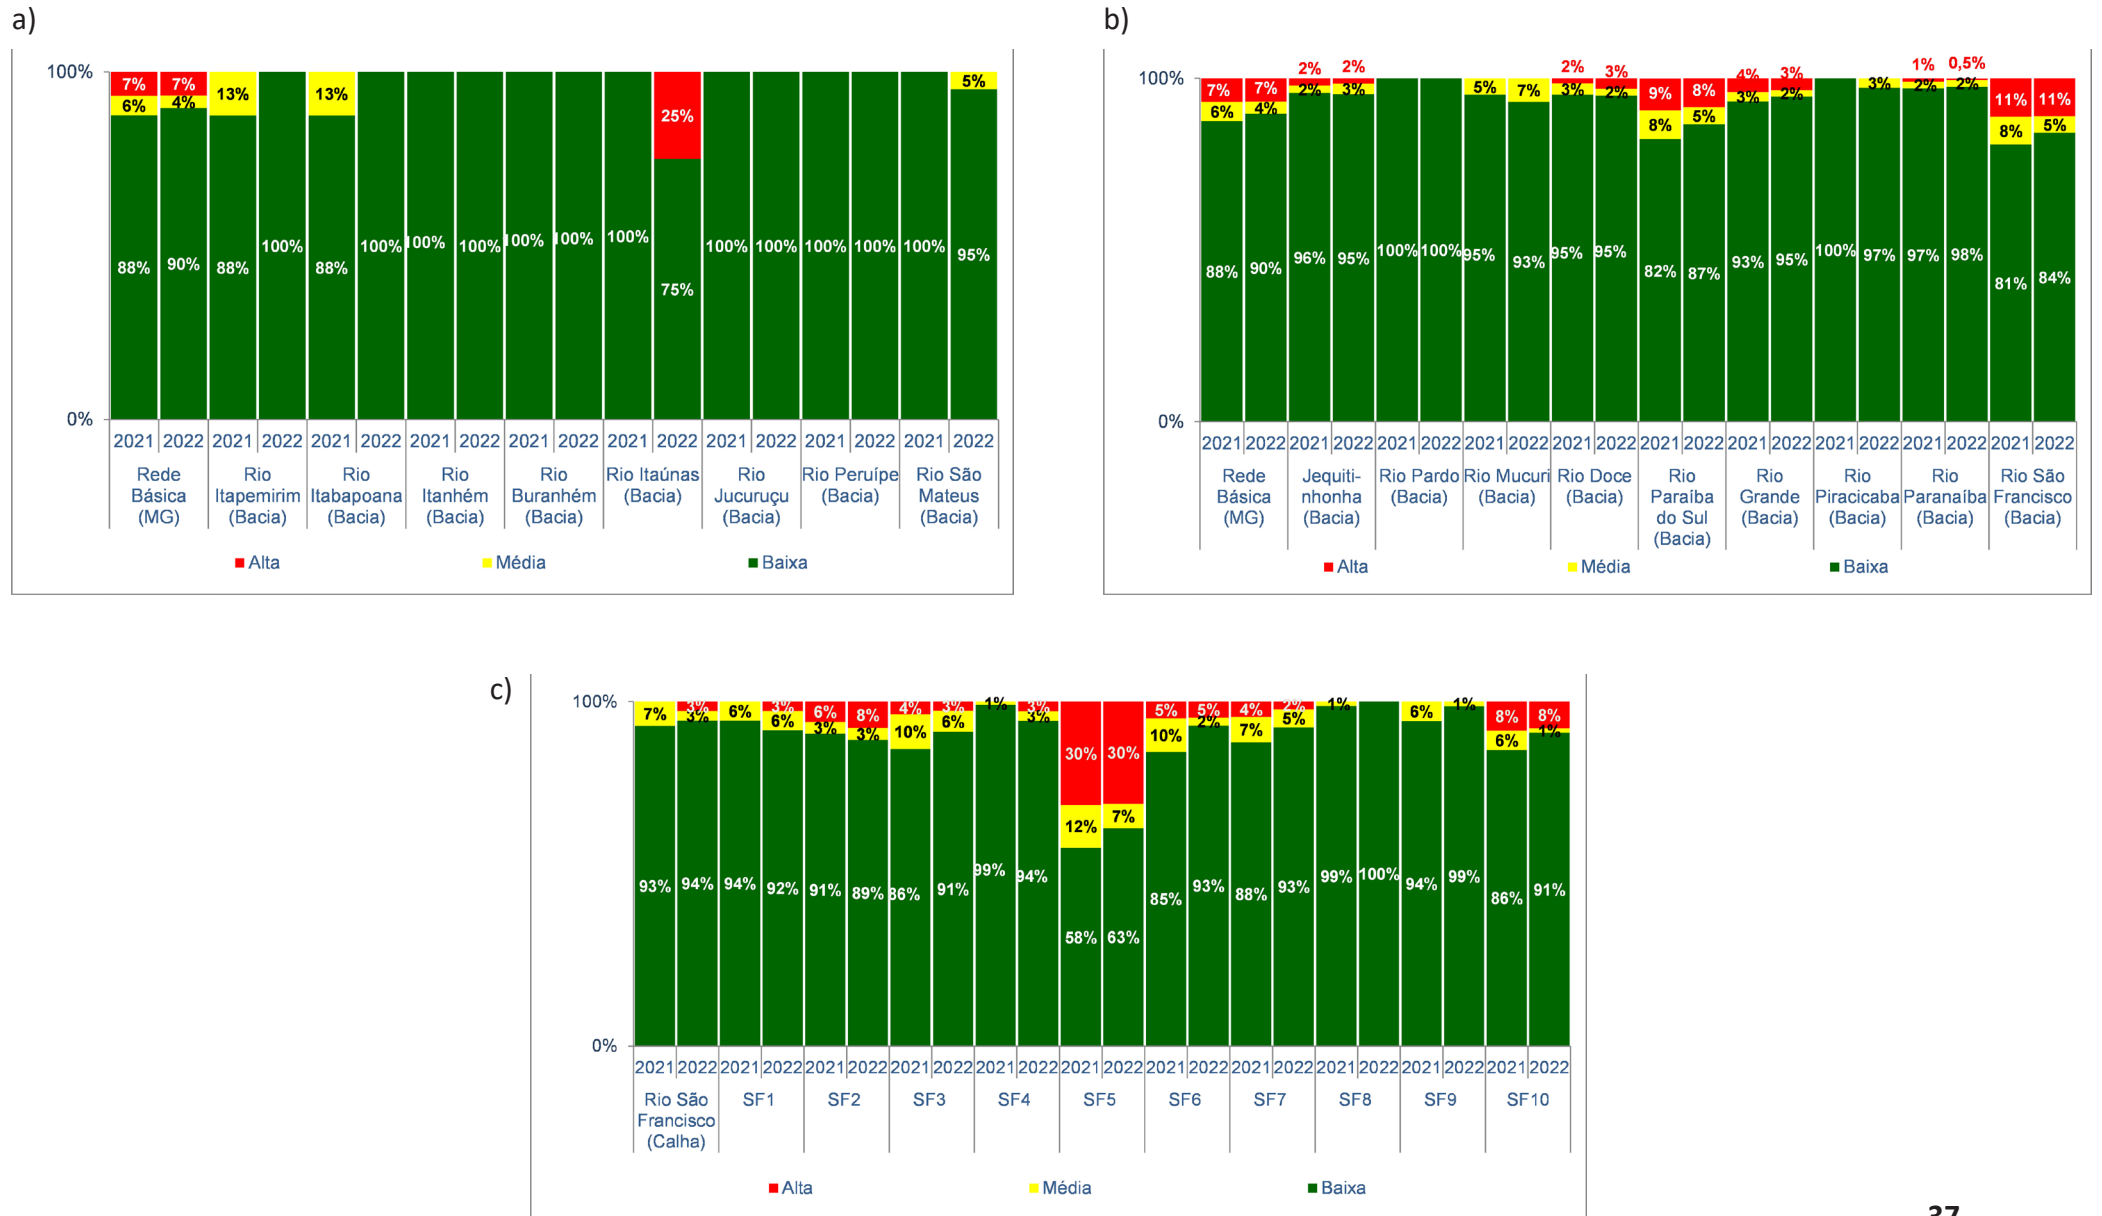 a)
100%
7% 7% 13% 13% 25% 5%
6% 4%
88% 90% 88% 100% 88% 100% 100% 100% 100% 100% 100% 75% 100% 100% 100% 100% 100% 95%
0%
2021 2022 2021 2022 2021 2022 2021 2022 2021 2022 2021 2022 2021 2022 2021 2022 2021 2022
Rede Básica (MG)
Rio Itapemirim (Bacia)
Rio Itabapoana (Bacia)
Rio Itanhém (Bacia)
Rio Buranhém (Bacia)
Rio Itaúnas (Bacia)
Rio Jucuruçu (Bacia)
Rio Peruípe (Bacia)
Rio São Mateus (Bacia)
Alta Média Baixa
b)
100%
7% 7% 2% 2% 2% 3% 9% 8% 4% 3% 1% 0,5% 11% 11%
6% 4% 2% 3% 5% 7% 3% 2% 8% 5% 3% 2% 3% 2% 2% 8% 5%
88% 90% 96% 95% 100% 100% 95% 93% 95% 95% 82% 87% 93% 95% 100% 97% 97% 98% 81% 84%
0%
2021 2022 2021 2022 2021 2022 2021 2022 2021 2022 2021 2022 2021 2022 2021 2022 2021 2022 2021 2022
Rede Básica (MG)
Jequiti-nhonha (Bacia)
Rio Pardo (Bacia)
Rio Mucuri (Bacia)
Rio Doce (Bacia)
Rio Paraíba do Sul (Bacia)
Rio Grande (Bacia)
Rio Piracicaba (Bacia)
Rio Paranaíba (Bacia)
Rio São Francisco (Bacia)
Alta Média Baixa
c)
100%
3% 3% 6% 8% 4% 3% 3% 30% 30% 5% 5% 4% 2% 8% 8%
7% 3% 6% 6% 3% 3% 10% 6% 1% 3% 12% 7% 10% 2% 7% 5% 1% 6% 1% 6% 1%
93% 94% 94% 92% 91% 89% 86% 91% 99% 94% 58% 63% 85% 93% 88% 93% 99% 100% 94% 99% 86% 91%
0%
2021 2022 2021 2022 2021 2022 2021 2022 2021 2022 2021 2022 2021 2022 2021 2022 2021 2022 2021 2022 2021 2022
Rio São Francisco (Calha)
SF1 SF2 SF3 SF4 SF5 SF6 SF7 SF8 SF9 SF10
Alta Média Baixa
37